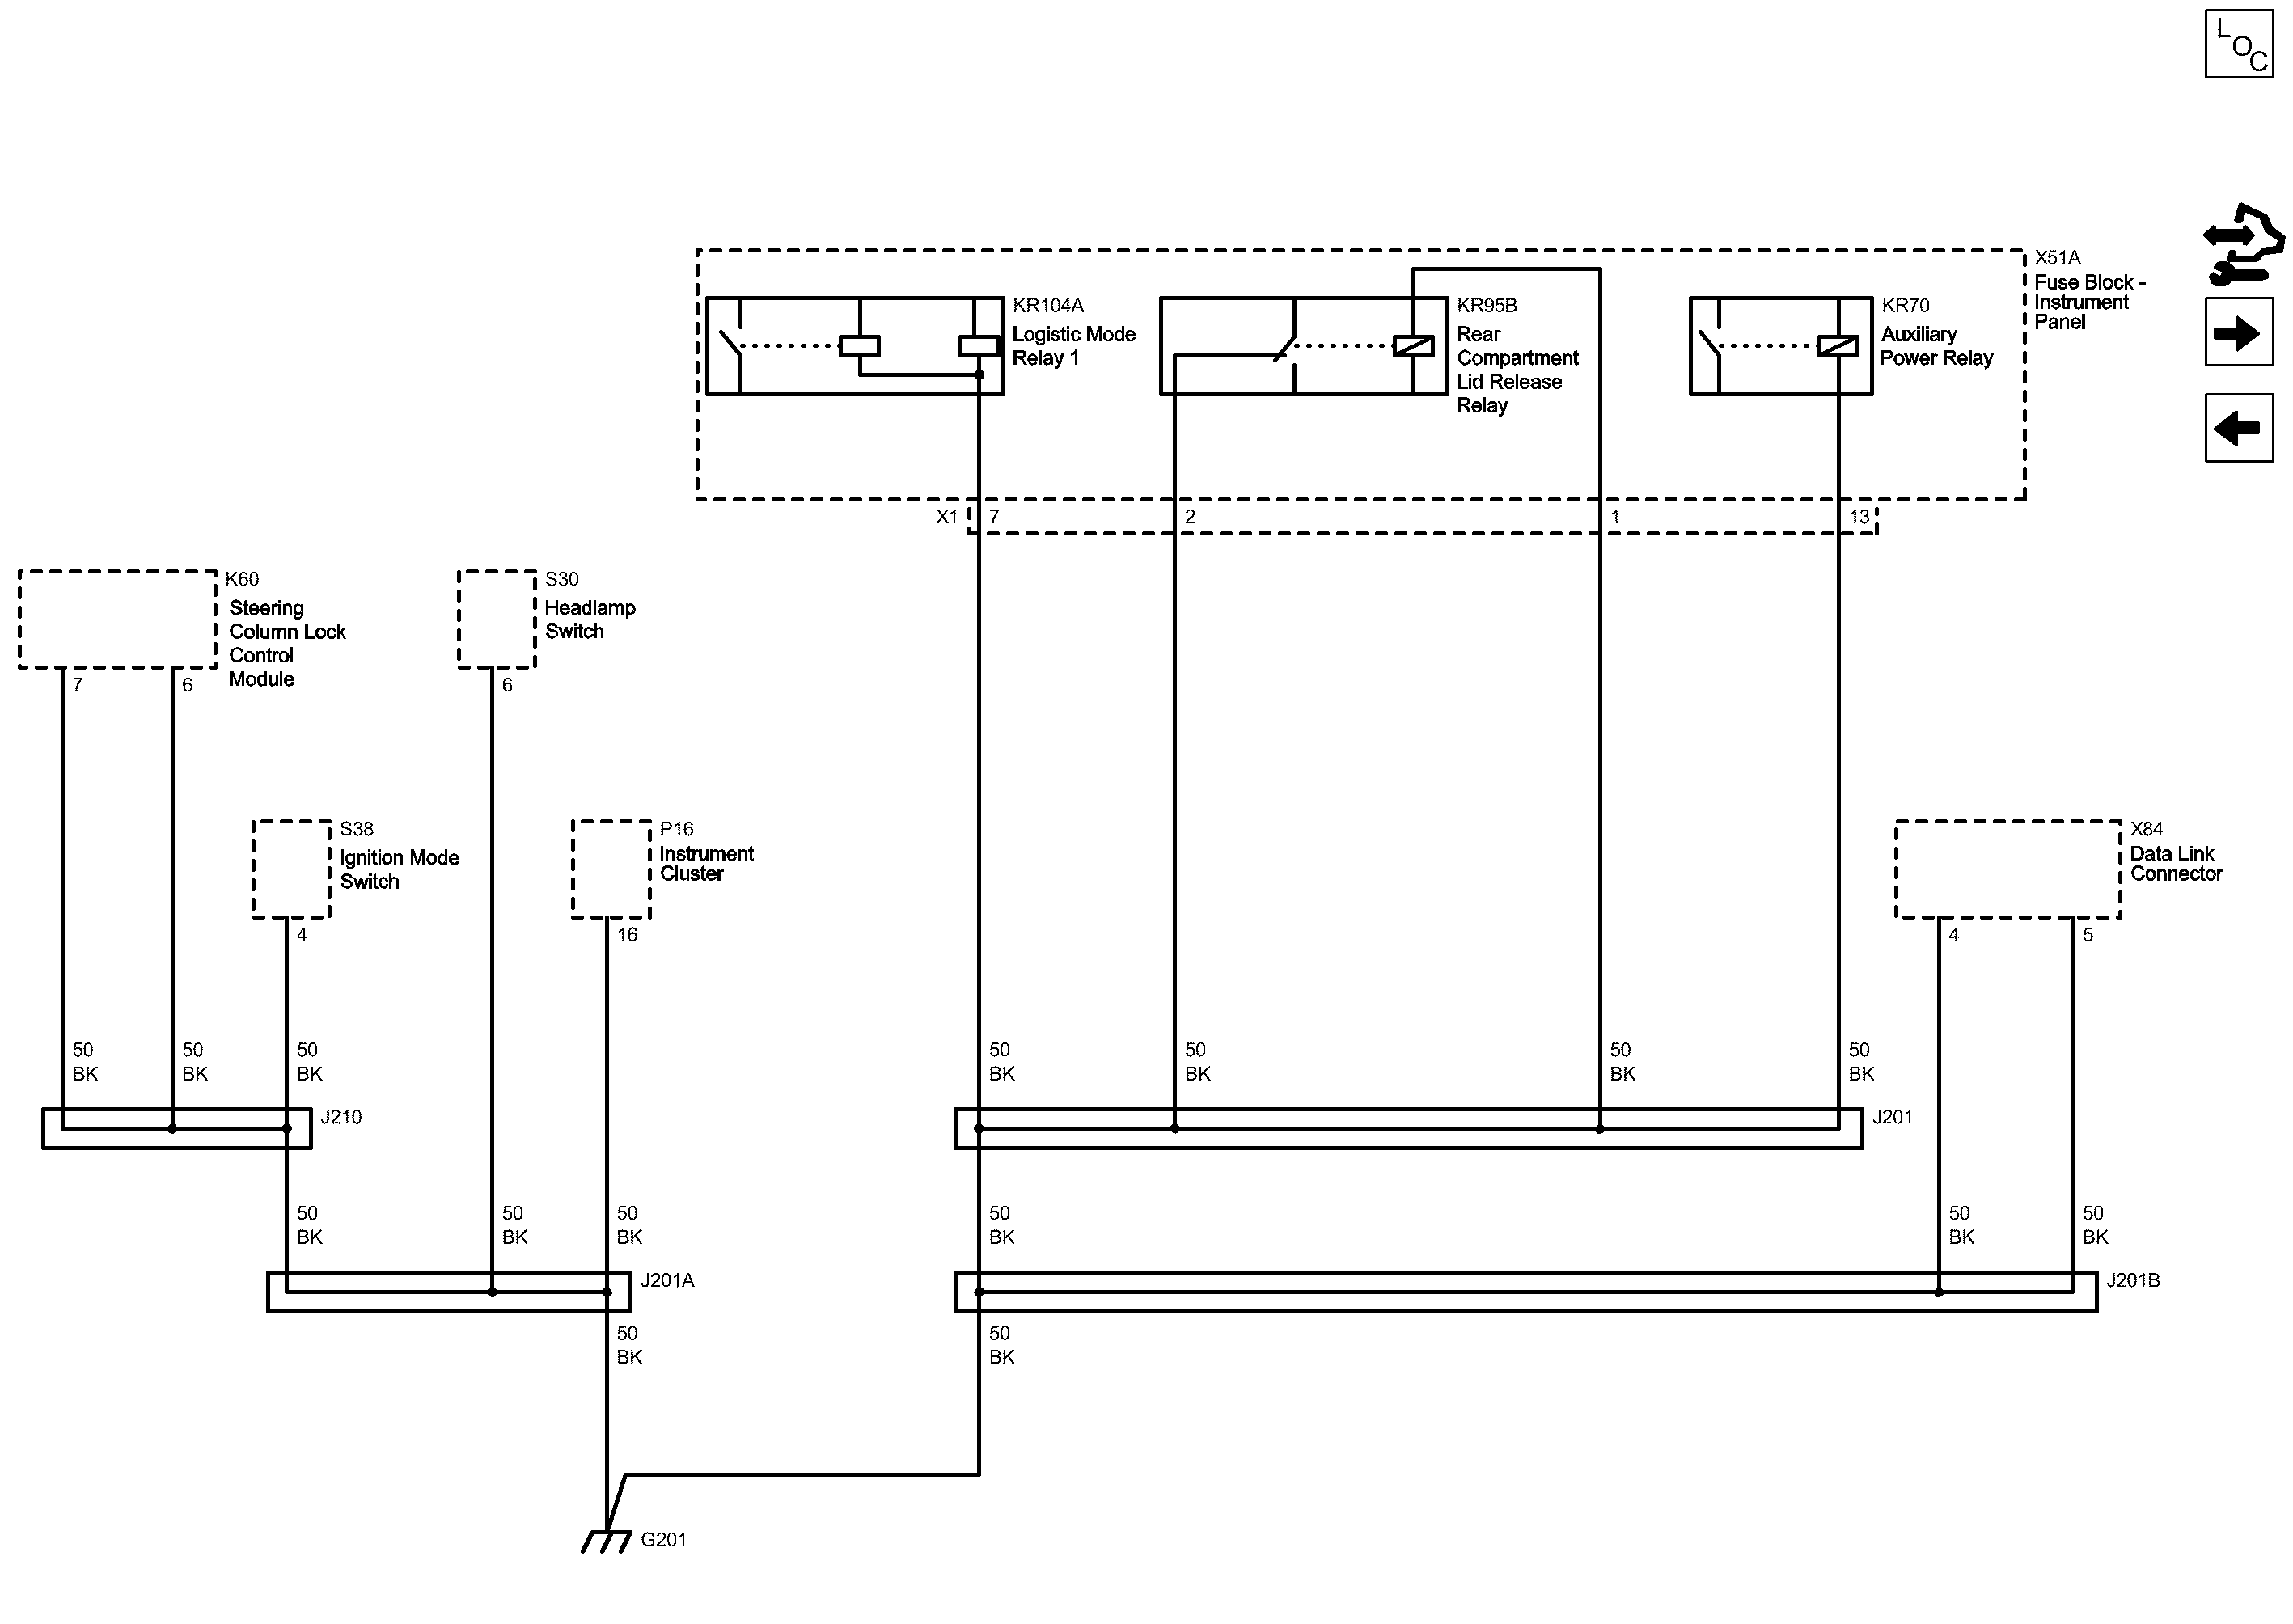 LOC
X51A
Fuse Block -
Instrument
Panel
KR104A
Logistic Mode
Relay 1
KR95B
Rear
Compartment
Lid Release
Relay
KR70
Auxiliary
Power Relay
X1 7 2 1 13
K60
Steering
Column Lock
Control
Module
7 6
S30
Headlamp
Switch
6
S38
Ignition Mode
Switch
4
P16
Instrument
Cluster
16
X84
Data Link
Connector
4 5
50 50 50 50 50 50 50
BK BK BK BK BK BK BK
J210 J201
50 50 50 50 50 50
BK BK BK BK BK BK
J201A J201B
50 50
BK BK
G201